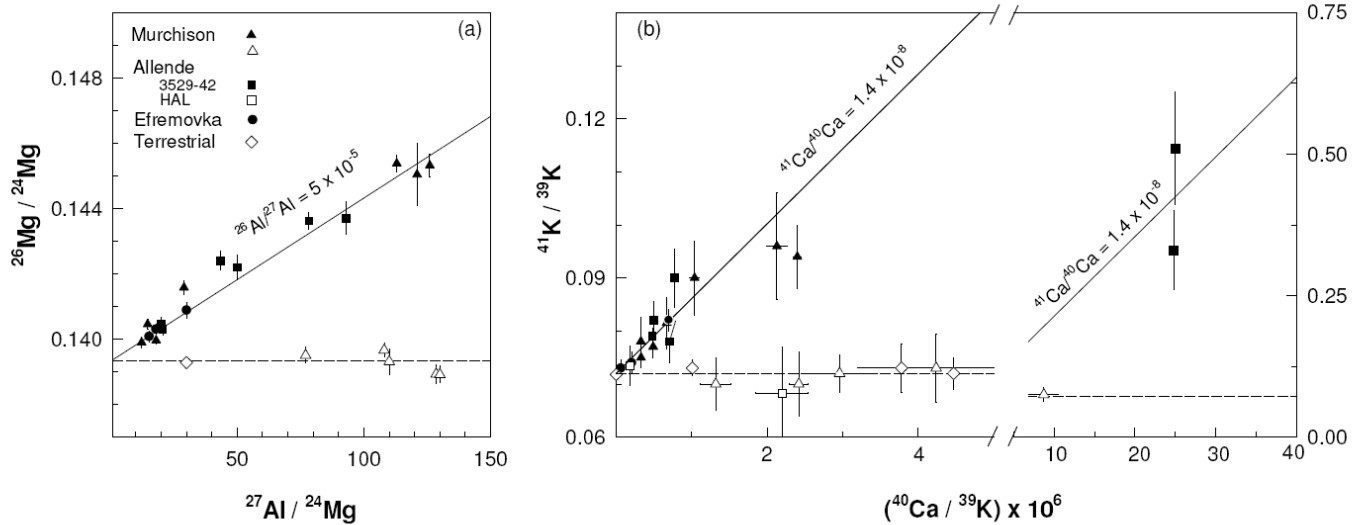 (a)
Murchison
Allende
3529-42
HAL
Efremovka
Terrestrial
0.148
0.144
0.140
²⁶Mg / ²⁴Mg
²⁶Al/²⁷Al = 5 x 10⁻⁵
50
100
150
²⁷Al / ²⁴Mg
(b)
0.12
0.09
0.06
⁴¹K / ³⁹K
⁴¹Ca/⁴⁰Ca = 1.4 x 10⁻⁸
⁴¹Ca/⁴⁰Ca = 1.4 x 10⁻⁸
0.75
0.50
0.25
0.00
2
4
10
20
30
40
(⁴⁰Ca / ³⁹K) x 10⁶